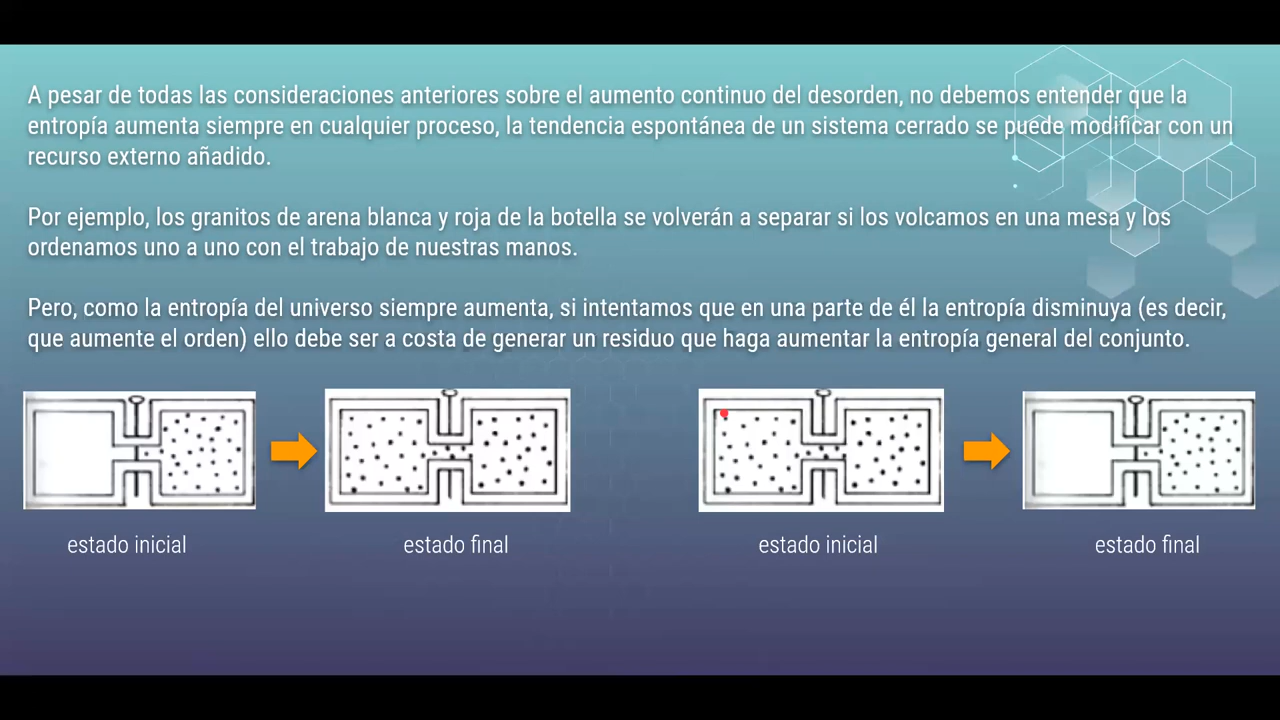 A pesar de todas las consideraciones anteriores sobre el aumento continuo del desorden, no debemos entender que la
entropía aumenta siempre en cualquier proceso, la tendencia espontánea de un sistema cerrado se puede modificar con un
recurso externo añadido.
Por ejemplo, los granitos de arena blanca y roja de la botella se volverán a separar si los volcamos en una mesa y los
ordenamos uno a uno con el trabajo de nuestras manos.
Pero, como la entropía del universo siempre aumenta, si intentamos que en una parte de él la entropía disminuya (es decir,
que aumente el orden) ello debe ser a costa de generar un residuo que haga aumentar la entropía general del conjunto.
estado inicial
estado final
estado inicial
estado final